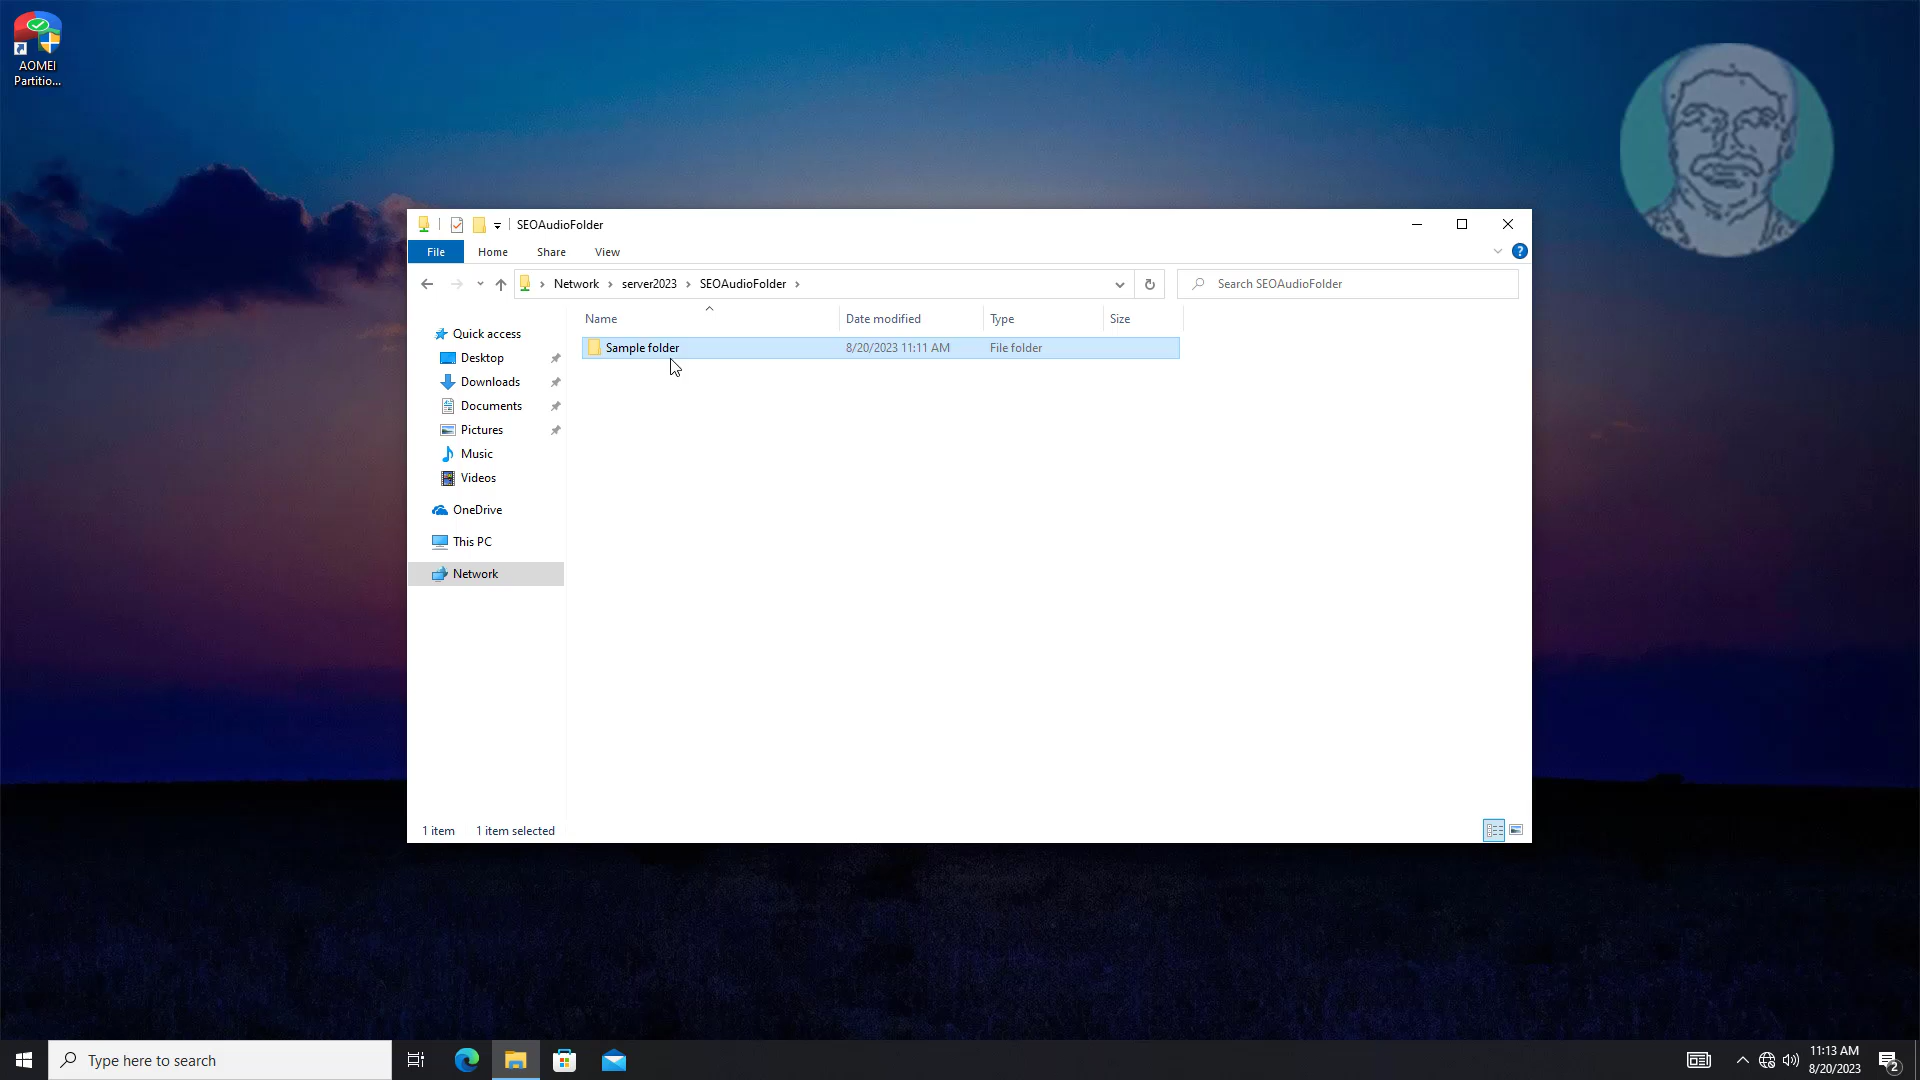 AOMEI
Partitio...
SEOAudioFolder
File Home Share View
Network server2023 SEOAudioFolder
Search SEOAudioFolder
Name Date modified Type Size
Sample folder 8/20/2023 11:11 AM File folder
Quick access
Desktop
Downloads
Documents
Pictures
Music
Videos
OneDrive
This PC
Network
1 item 1 item selected
Type here to search
11:13 AM
8/20/2023
2